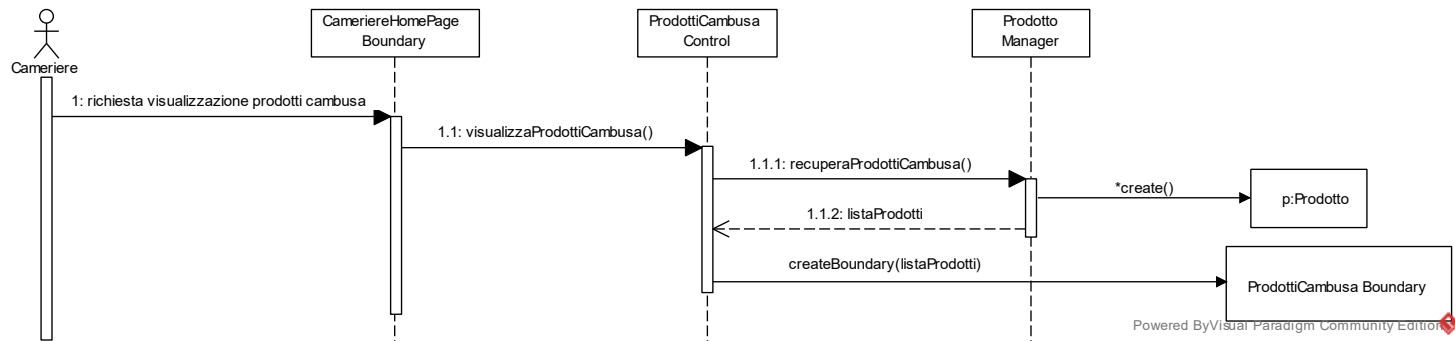 CameriereHomePage
Boundary
ProdottiCambusa
Control
Prodotto
Manager
Cameriere
1: richiesta visualizzazione prodotti cambusa
1.1: visualizzaProdottiCambusa()
1.1.1: recuperaProdottiCambusa()
*create()
p:Prodotto
1.1.2: listaProdotti
createBoundary(listaProdotti)
ProdottiCambusa Boundary
Powered ByVisual Paradigm Community Edition